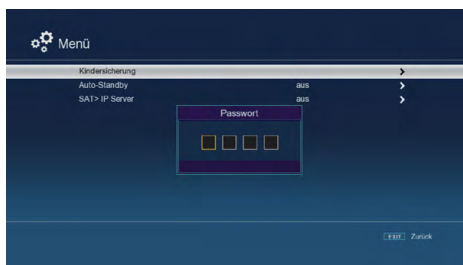 Menü
Kindersicherung
Auto-Standby aus
SAT> IP Server aus
Passwort
EXIT Zurück